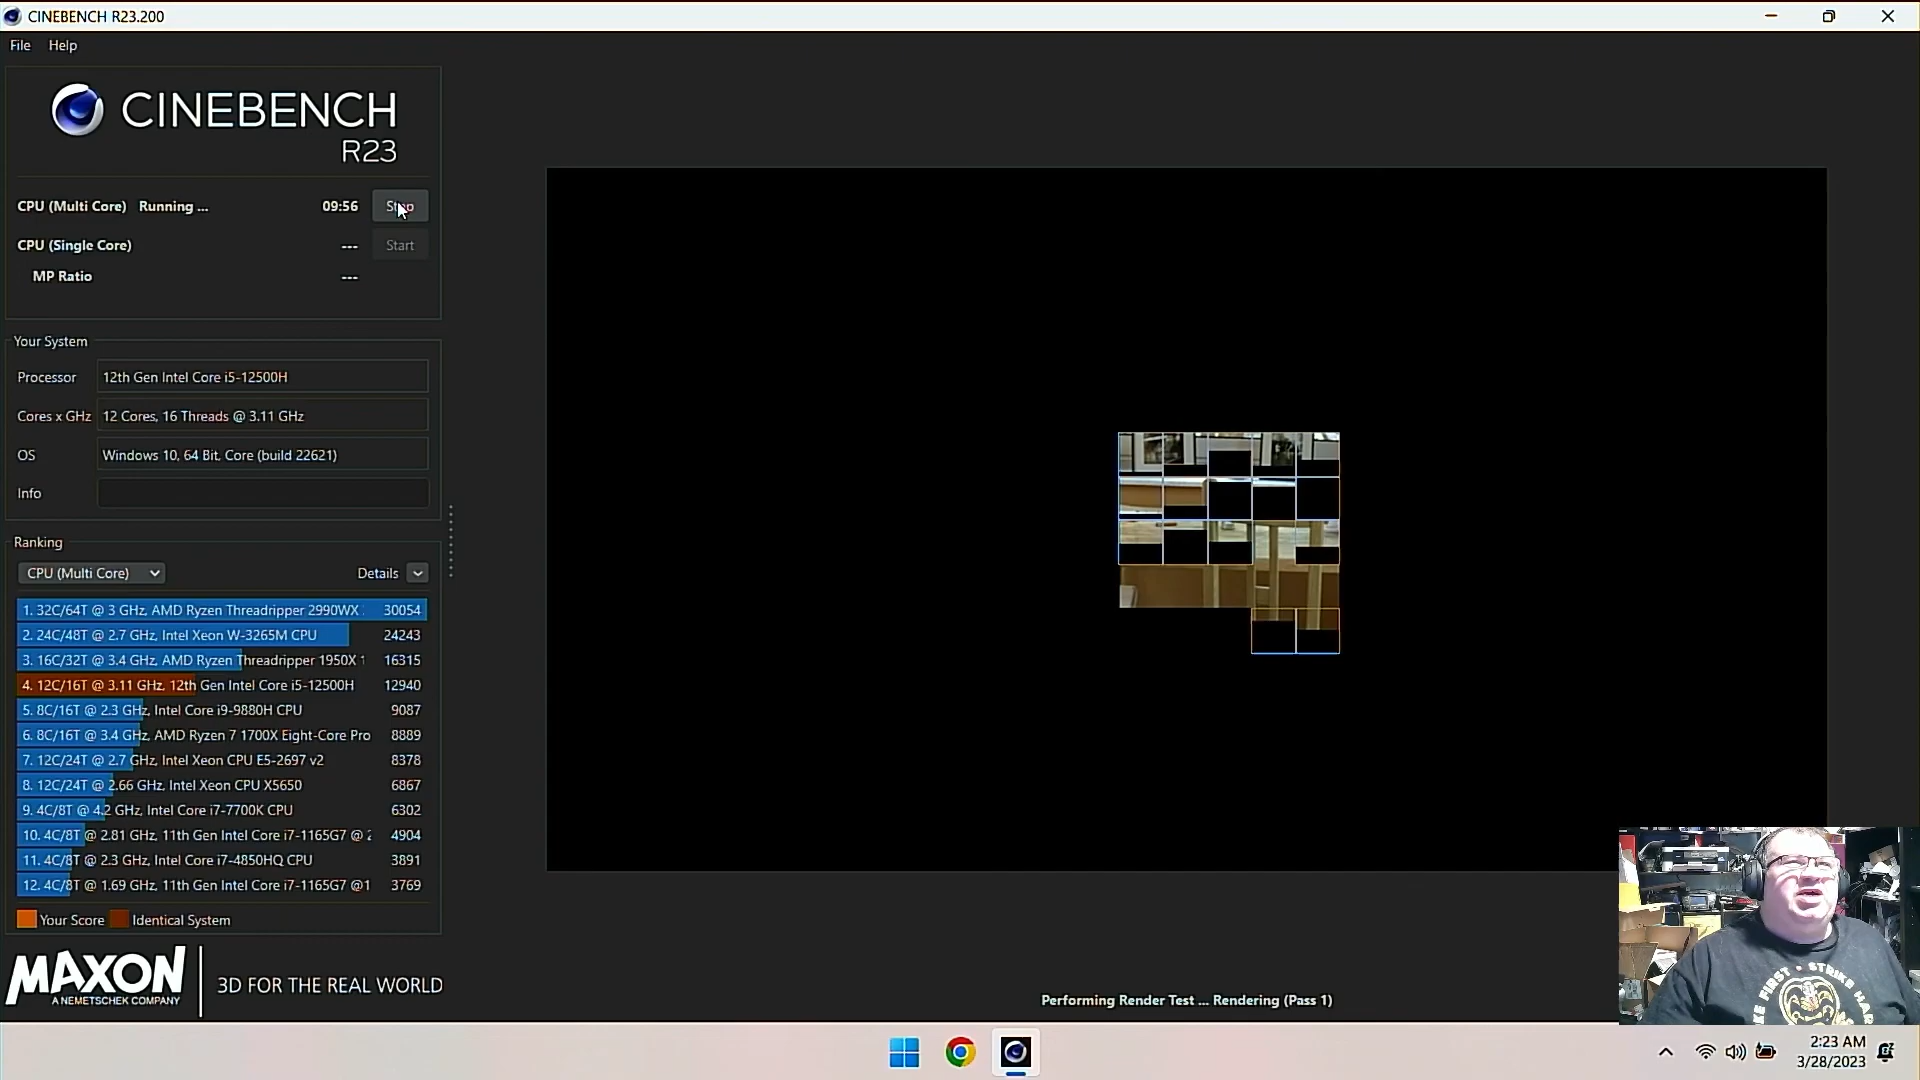 CINEBENCH R23.200
File Help
CINEBENCH
R23
CPU (Multi Core) Running ... 09:56 Stop
CPU (Single Core) --- Start
MP Ratio ---
Your System
Processor 12th Gen Intel Core i5-12500H
Cores x GHz 12 Cores, 16 Threads @ 3.11 GHz
OS Windows 10, 64 Bit, Core (build 22621)
Info
Ranking
CPU (Multi Core) Details
1. 32C/64T @ 3 GHz, AMD Ryzen Threadripper 2990WX 30054
2. 24C/48T @ 2.7 GHz, Intel Xeon W-3265M CPU 24243
3. 16C/32T @ 3.4 GHz, AMD Ryzen Threadripper 1950X 16315
4. 12C/16T @ 3.11 GHz, 12th Gen Intel Core i5-12500H 12940
5. 8C/16T @ 2.3 GHz, Intel Core i9-9880H CPU 9087
6. 8C/16T @ 3.4 GHz, AMD Ryzen 7 1700X Eight-Core Pro 8889
7. 12C/24T @ 2.7 GHz, Intel Xeon CPU E5-2697 v2 8378
8. 12C/24T @ 2.66 GHz, Intel Xeon CPU X5650 6867
9. 4C/8T @ 4.2 GHz, Intel Core i7-7700K CPU 6302
10. 4C/8T @ 2.81 GHz, 11th Gen Intel Core i7-1165G7 @ 2 4904
11. 4C/8T @ 2.3 GHz, Intel Core i7-4850HQ CPU 3891
12. 4C/8T @ 1.69 GHz, 11th Gen Intel Core i7-1165G7 @1 3769
Your Score Identical System
MAXON
A NEMETSCHEK COMPANY
3D FOR THE REAL WORLD
Performing Render Test ... Rendering (Pass 1)
KE FIRST • STRIKE HAR
2:23 AM
3/28/2023